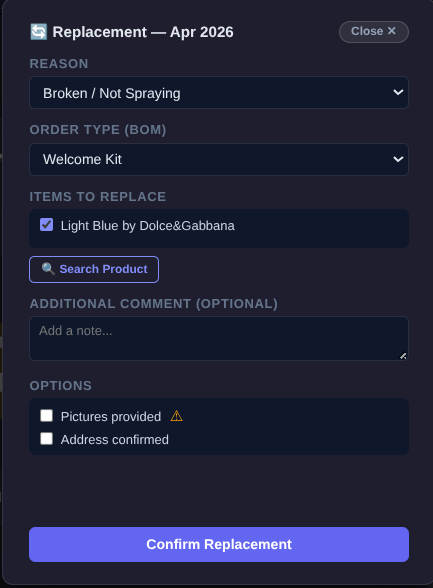 🔄 Replacement — Apr 2026
Close ✕
REASON
Broken / Not Spraying
ORDER TYPE (BOM)
Welcome Kit
ITEMS TO REPLACE
Light Blue by Dolce&Gabbana
🔍 Search Product
ADDITIONAL COMMENT (OPTIONAL)
Add a note...
OPTIONS
Pictures provided ⚠
Address confirmed
Confirm Replacement